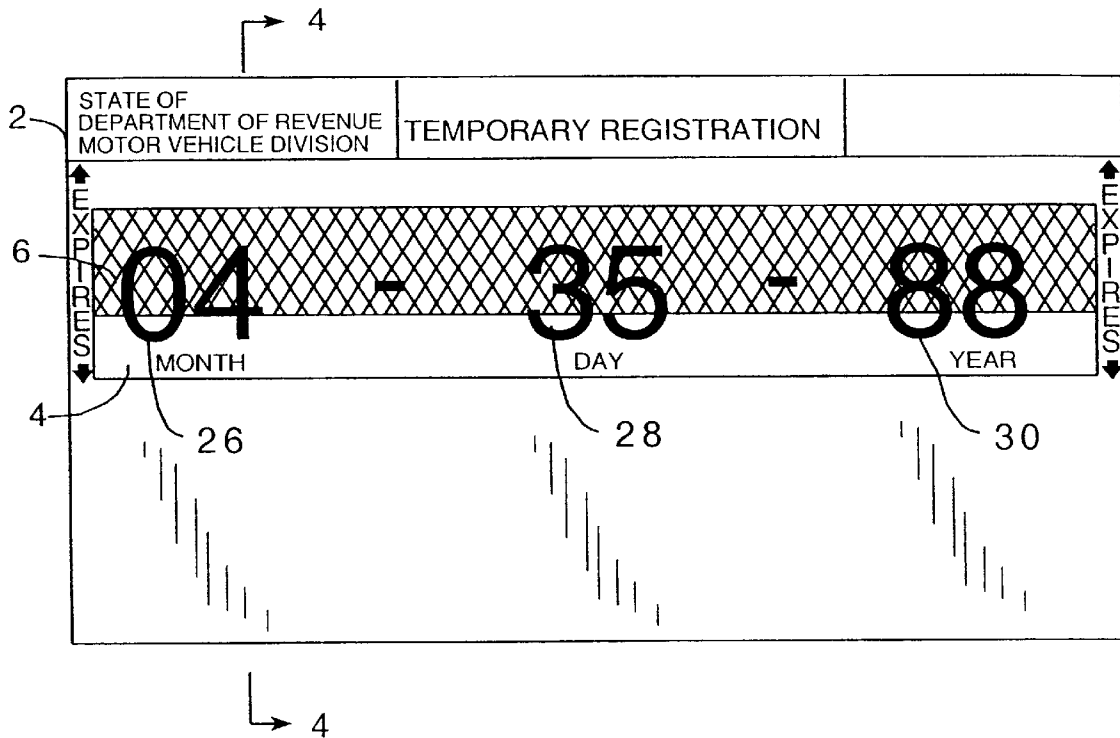 4
2
STATE OF
DEPARTMENT OF REVENUE
MOTOR VEHICLE DIVISION
TEMPORARY REGISTRATION
EXPIRES
EXPIRES
6
04 - 35 - 88
MONTH DAY YEAR
4
26 28 30
4